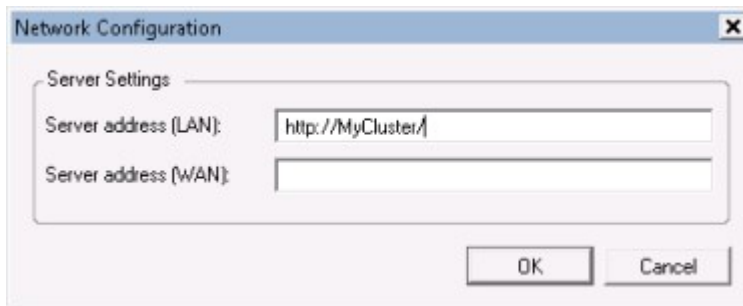 Network Configuration
Server Settings
Server address (LAN): http://MyCluster/
Server address (WAN):
OK Cancel